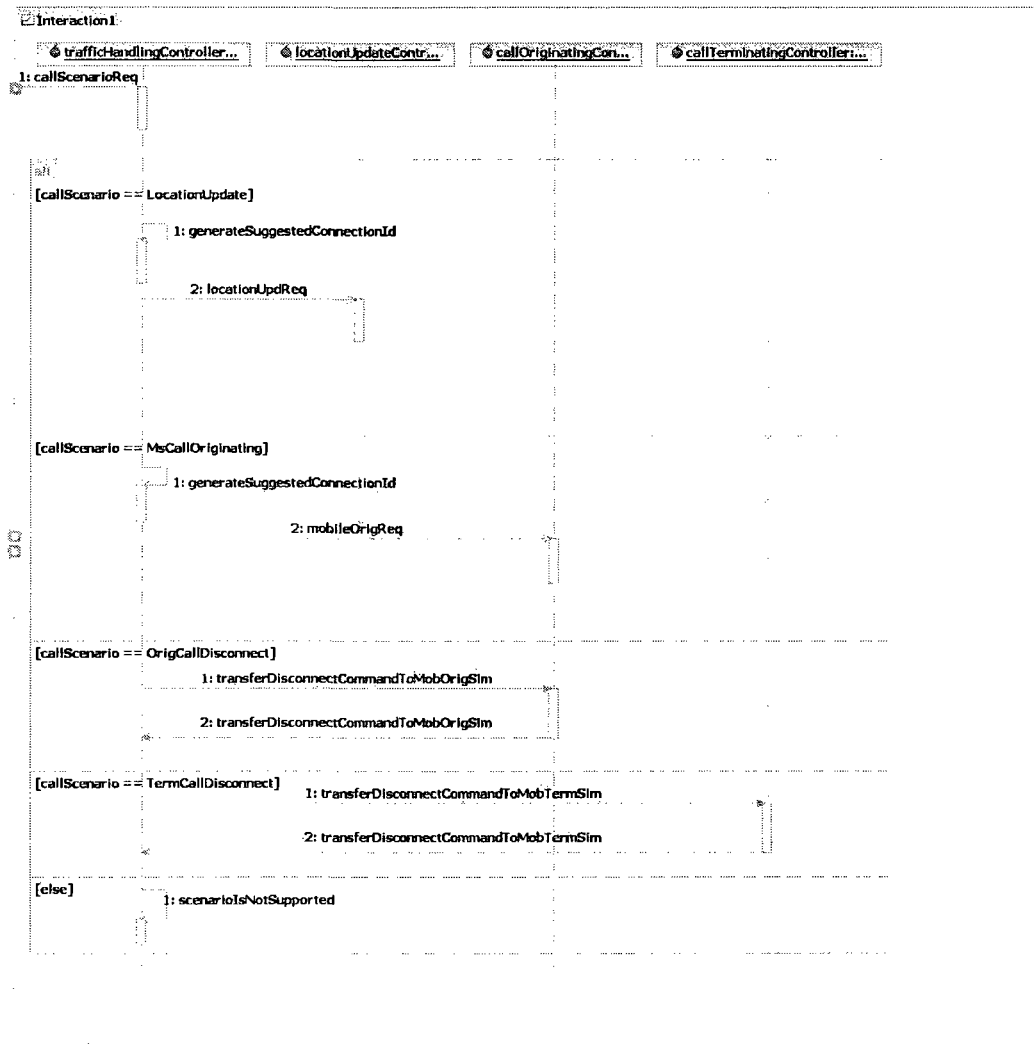 Interaction1
trafficHandlingController... locationUpdateContr... callOriginatingCon... callTerminatingController:...
1: callScenarioReq
alt
[callScenario == LocationUpdate]
1: generateSuggestedConnectionId
2: locationUpdReq
[callScenario == MsCallOriginating]
1: generateSuggestedConnectionId
2: mobileOrigReq
[callScenario == OrigCallDisconnect]
1: transferDisconnectCommandToMobOrigSim
2: transferDisconnectCommandToMobOrigSim
[callScenario == TermCallDisconnect]
1: transferDisconnectCommandToMobTermSim
2: transferDisconnectCommandToMobTermSim
[else]
1: scenarioIsNotSupported